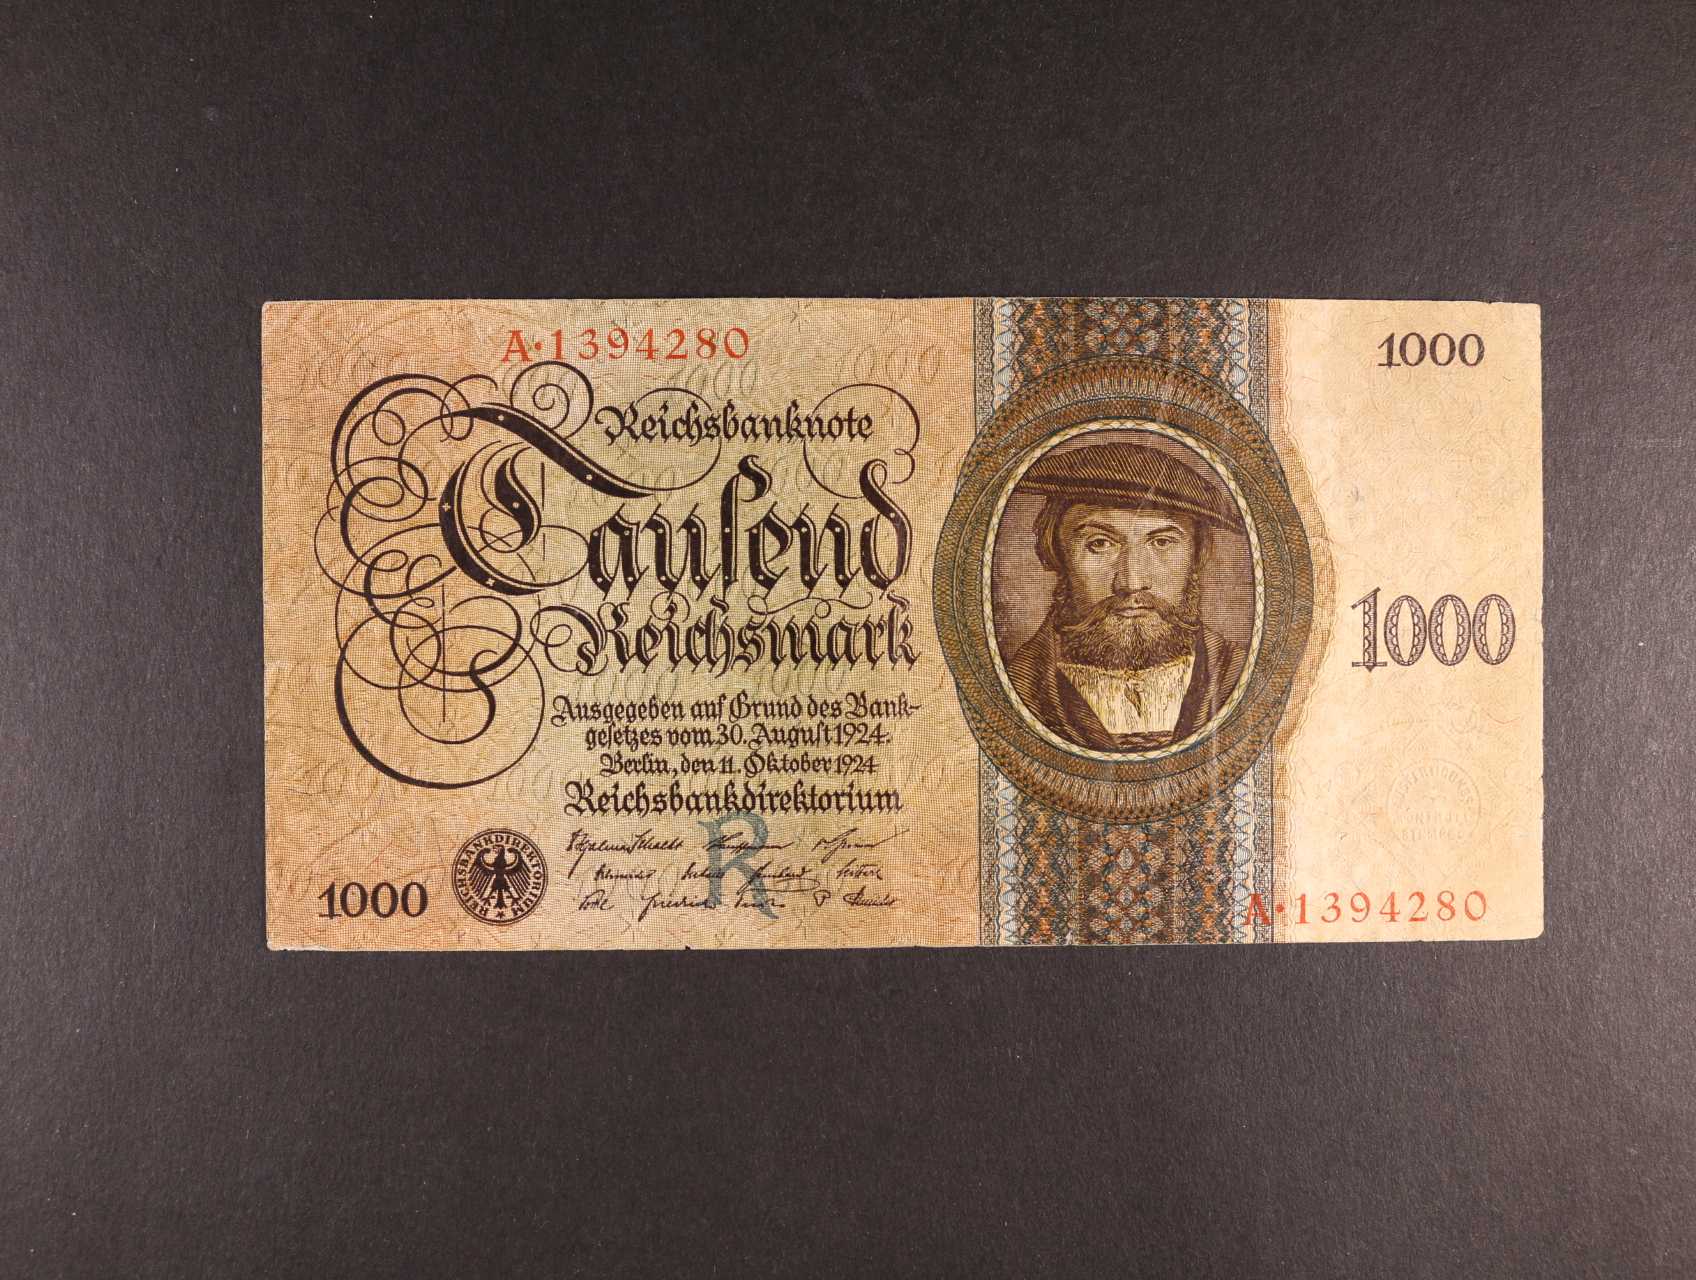 A·1394280
1000
Reichsbanknote
Tausend
Reichsmark
1000
Ausgegeben auf Grund des Bank-
gesetzes vom 30. August 1924.
Berlin, den 11. Oktober 1924
Reichsbankdirektorium
REICHSBANKDIREKTORIUM
R
1000
A·1394280